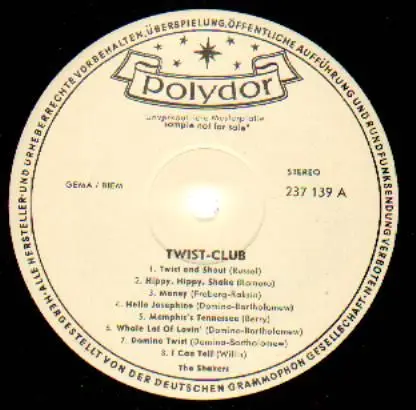 ALLE HERSTELLER- UND URHEBERRECHTE VORBEHALTEN, ÜBERSPIELUNG, ÖFFENTLICHE AUFFÜHRUNG UND RUNDFUNKSENDUNG VERBOTEN
HERGESTELLT VON DER DEUTSCHEN GRAMMOPHON GESELLSCHAFT
polydor
unverkäufliche Musterplatte
"sample not for sale"
GEMA / BIEM
STEREO
237 139 A
TWIST-CLUB
1. Twist and Shout (Russel)
2. Hippy, Hippy, Shake (Romero)
3. Money (Freberg-Raksin)
4. Hello Josephine (Domino-Bartholomew)
5. Memphis's Tennessee (Berry)
6. Whole Lot Of Lovin' (Domino-Bartholomew)
7. Domino Twist (Domino-Bartholomew)
8. I Can Tell (Willis)
The Shakers